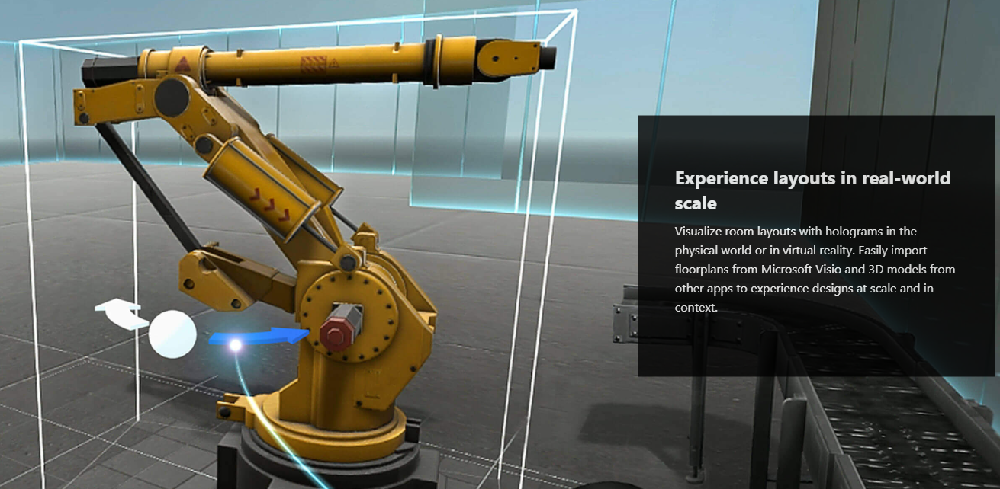 Experience layouts in real-world
scale
Visualize room layouts with holograms in the
physical world or in virtual reality. Easily import
floorplans from Microsoft Visio and 3D models from
other apps to experience designs at scale and in
context.